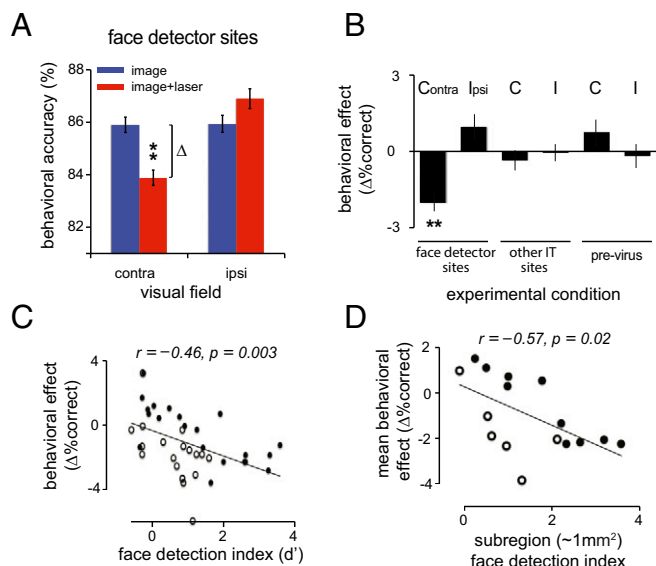 A
face detector sites
image
image+laser
behavioral accuracy (%)
88
86
84
82
81
**
Δ
contra
ipsi
visual field
B
behavioral effect
(Δ%correct)
3
0
-3
Contra
Ipsi
C
I
C
I
**
face detector
sites
other IT
sites
pre-virus
experimental condition
C
r = −0.46, p = 0.003
behavioral effect
(Δ%correct)
4
0
-4
0
2
4
face detection index (d')
D
r = −0.57, p = 0.02
mean behavioral
effect (Δ%correct)
2
0
-2
-4
0
2
4
subregion (~1mm²)
face detection index